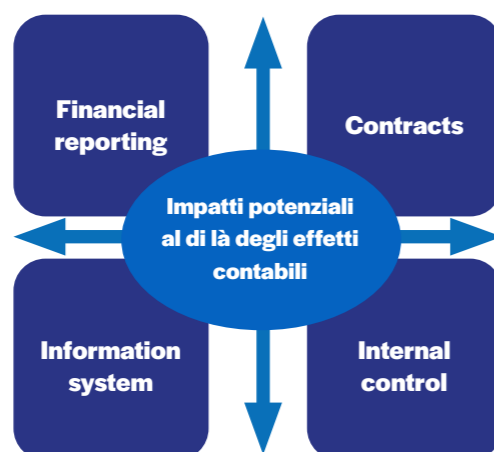 Financial
reporting
Contracts
Impatti potenziali
al di là degli effetti
contabili
Information
system
Internal
control